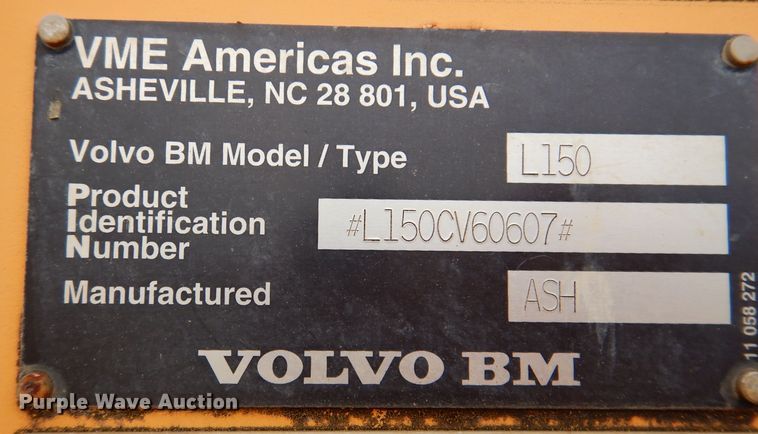 VME Americas Inc.
ASHEVILLE, NC 28 801, USA
Volvo BM Model / Type L150
Product
Identification #L150CV60607#
Number
Manufactured ASH
VOLVO BM
11 058 272
Purple Wave Auction